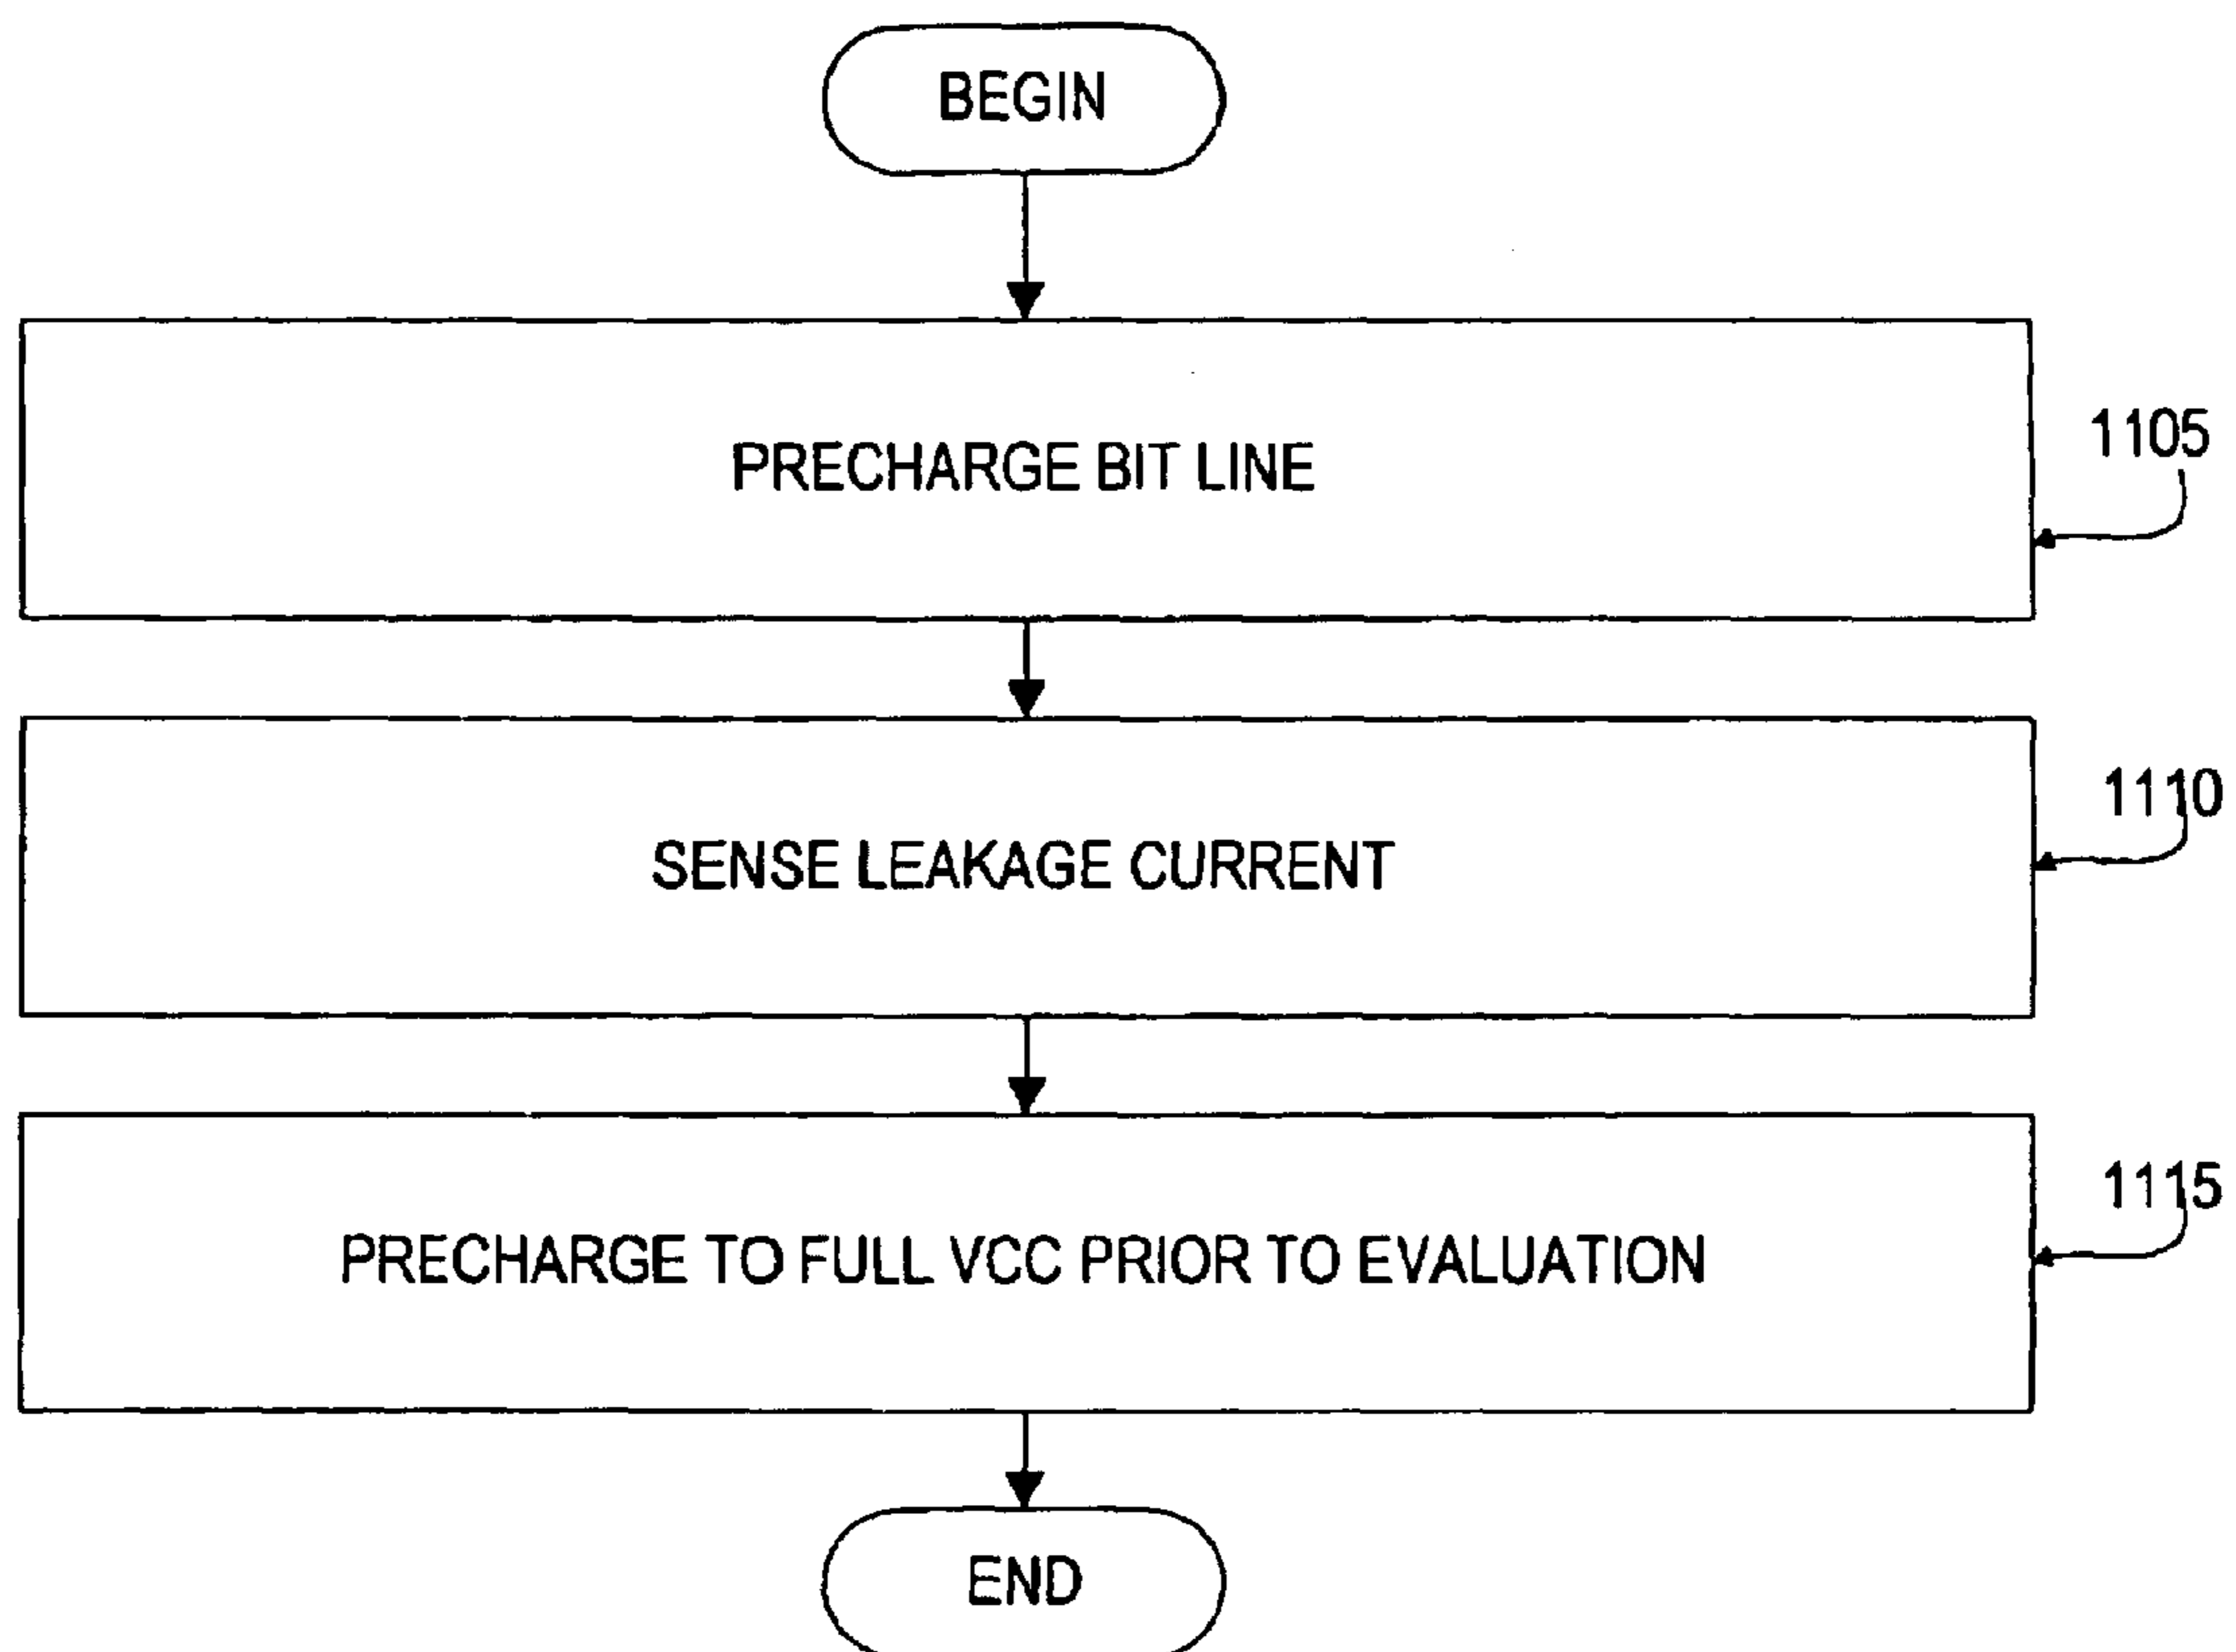 BEGIN
PRECHARGE BIT LINE
1105
SENSE LEAKAGE CURRENT
1110
PRECHARGE TO FULL VCC PRIOR TO EVALUATION
1115
END